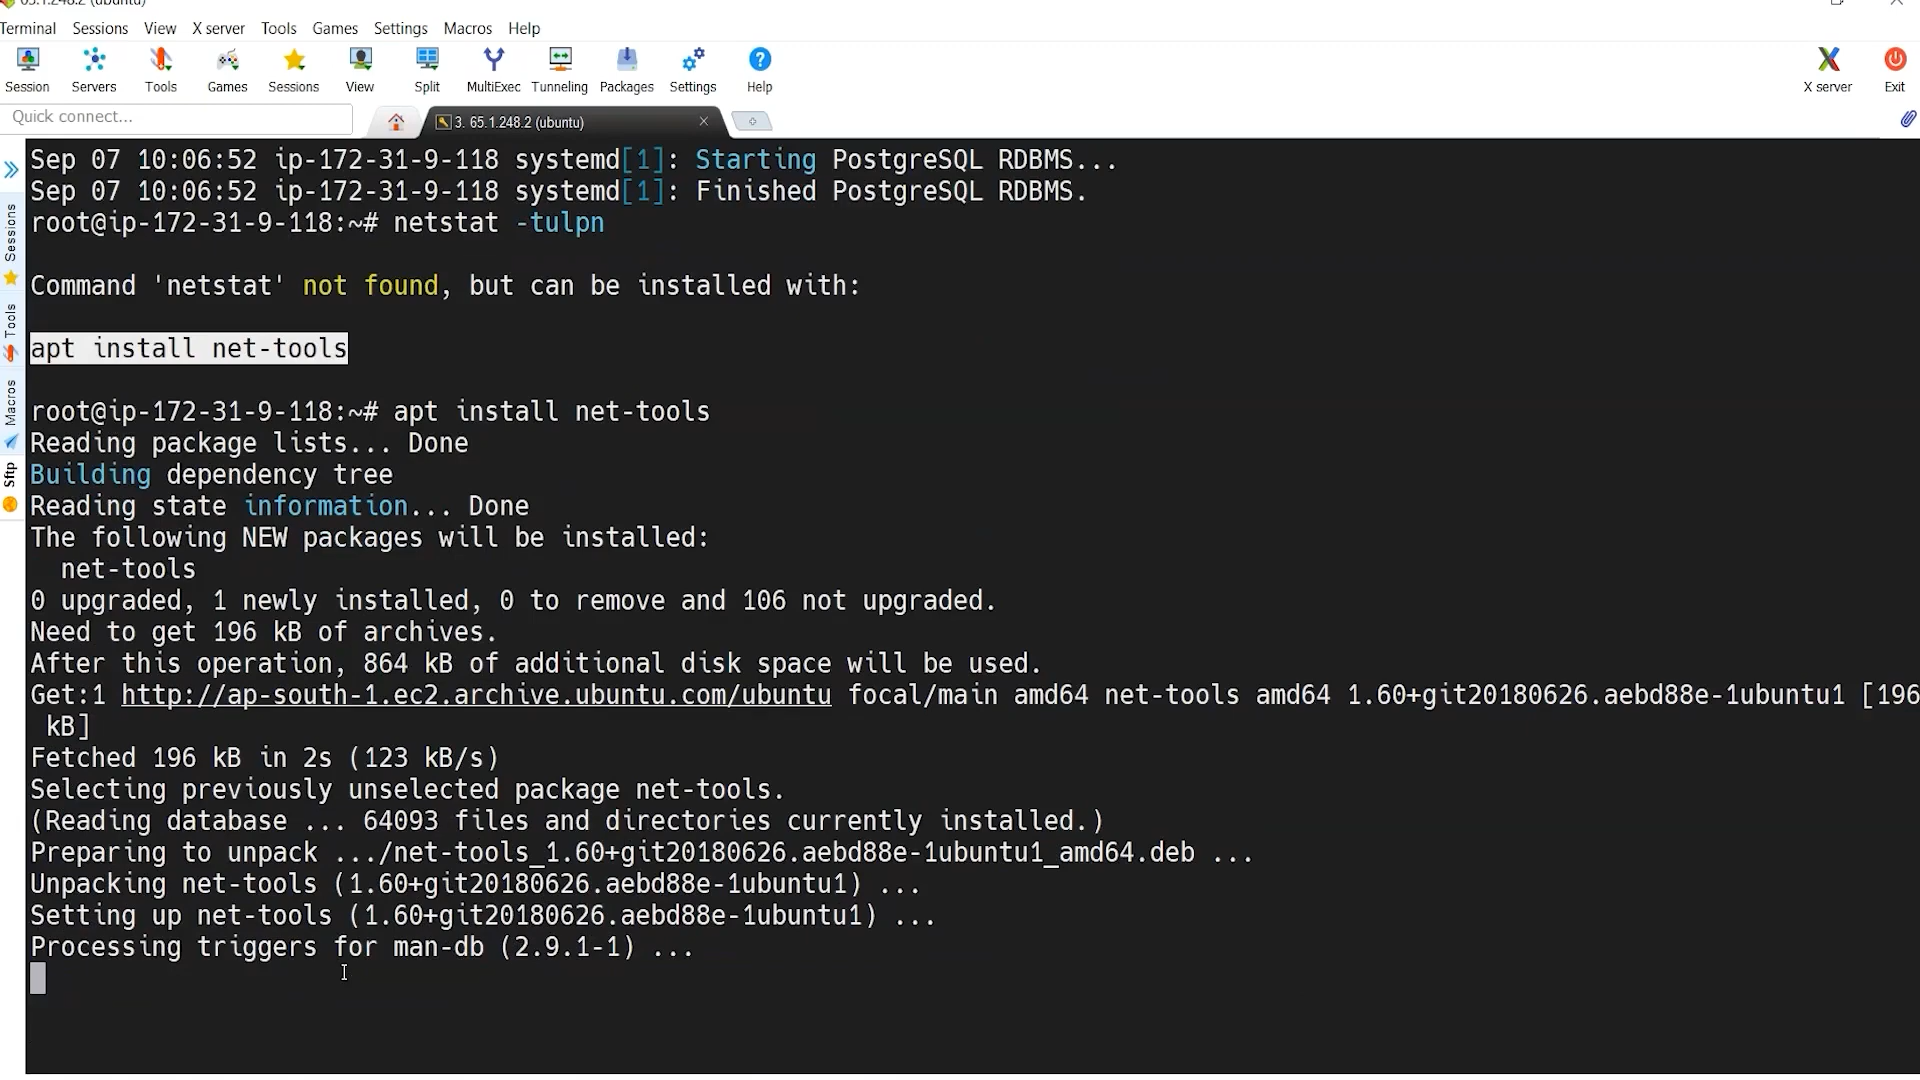 65.1.248.2 (ubuntu)
Terminal Sessions View X server Tools Games Settings Macros Help
Session Servers Tools Games Sessions View Split MultiExec Tunneling Packages Settings Help X server Exit
Quick connect...
3. 65.1.248.2 (ubuntu)
Sessions
Tools
Macros
Sftp
Sep 07 10:06:52 ip-172-31-9-118 systemd[1]: Starting PostgreSQL RDBMS...
Sep 07 10:06:52 ip-172-31-9-118 systemd[1]: Finished PostgreSQL RDBMS.
root@ip-172-31-9-118:~# netstat -tulpn
Command 'netstat' not found, but can be installed with:
apt install net-tools
root@ip-172-31-9-118:~# apt install net-tools
Reading package lists... Done
Building dependency tree
Reading state information... Done
The following NEW packages will be installed:
net-tools
0 upgraded, 1 newly installed, 0 to remove and 106 not upgraded.
Need to get 196 kB of archives.
After this operation, 864 kB of additional disk space will be used.
Get:1 http://ap-south-1.ec2.archive.ubuntu.com/ubuntu focal/main amd64 net-tools amd64 1.60+git20180626.aebd88e-1ubuntu1 [196
kB]
Fetched 196 kB in 2s (123 kB/s)
Selecting previously unselected package net-tools.
(Reading database ... 64093 files and directories currently installed.)
Preparing to unpack .../net-tools_1.60+git20180626.aebd88e-1ubuntu1_amd64.deb ...
Unpacking net-tools (1.60+git20180626.aebd88e-1ubuntu1) ...
Setting up net-tools (1.60+git20180626.aebd88e-1ubuntu1) ...
Processing triggers for man-db (2.9.1-1) ...